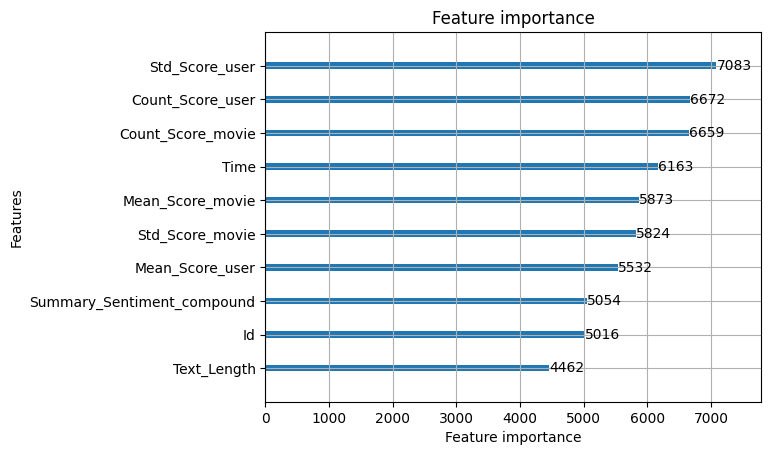 Feature importance
Features
Std_Score_user 7083
Count_Score_user 6672
Count_Score_movie 6659
Time 6163
Mean_Score_movie 5873
Std_Score_movie 5824
Mean_Score_user 5532
Summary_Sentiment_compound 5054
Id 5016
Text_Length 4462
0 1000 2000 3000 4000 5000 6000 7000
Feature importance